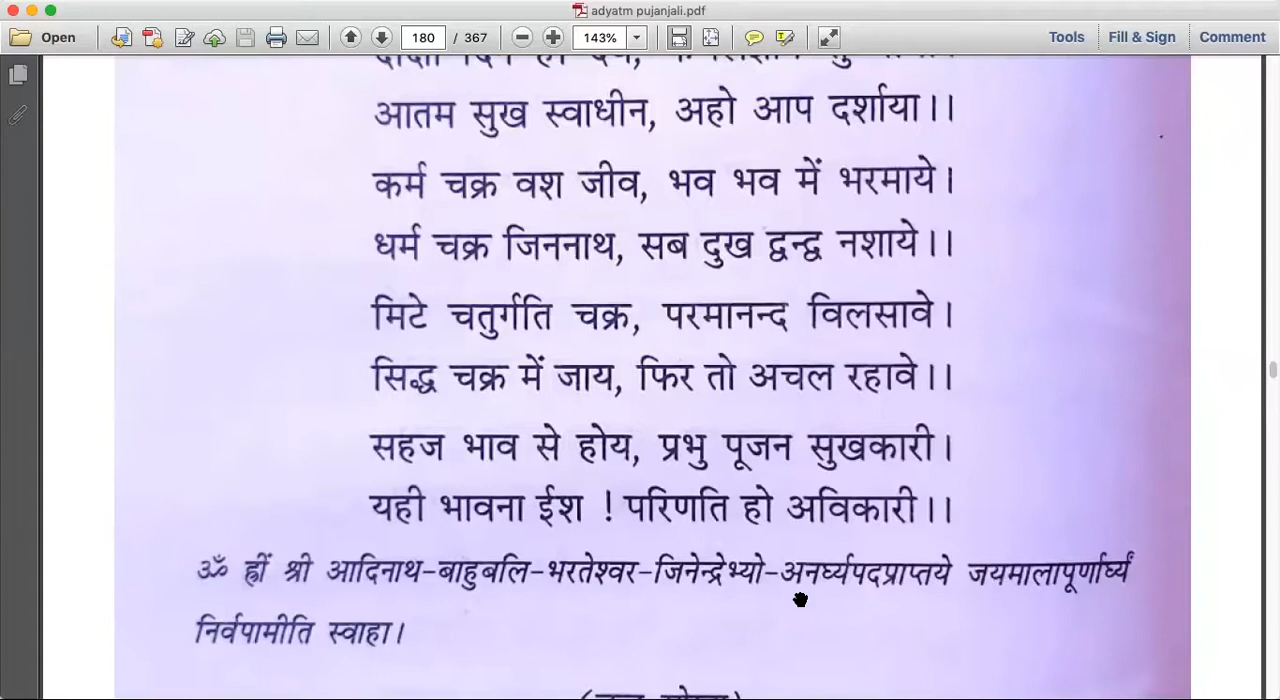 adyatm pujanjali.pdf
Open 180 / 367 143% Tools Fill & Sign Comment
आतम सुख स्वाधीन, अहो आप दर्शाया।।
कर्म चक्र वश जीव, भव भव में भरमाये।
धर्म चक्र जिननाथ, सब दुख द्वन्द्व नशाये।।
मिटे चतुर्गति चक्र, परमानन्द विलसावे।
सिद्ध चक्र में जाय, फिर तो अचल रहावे।।
सहज भाव से होय, प्रभु पूजन सुखकारी।
यही भावना ईश ! परिणति हो अविकारी।।
ॐ ह्रीं श्री आदिनाथ-बाहुबलि-भरतेश्वर-जिनेन्द्रेभ्यो-अनर्घ्यपदप्राप्तये जयमालापूर्णार्घ्यं
निर्वपामीति स्वाहा।